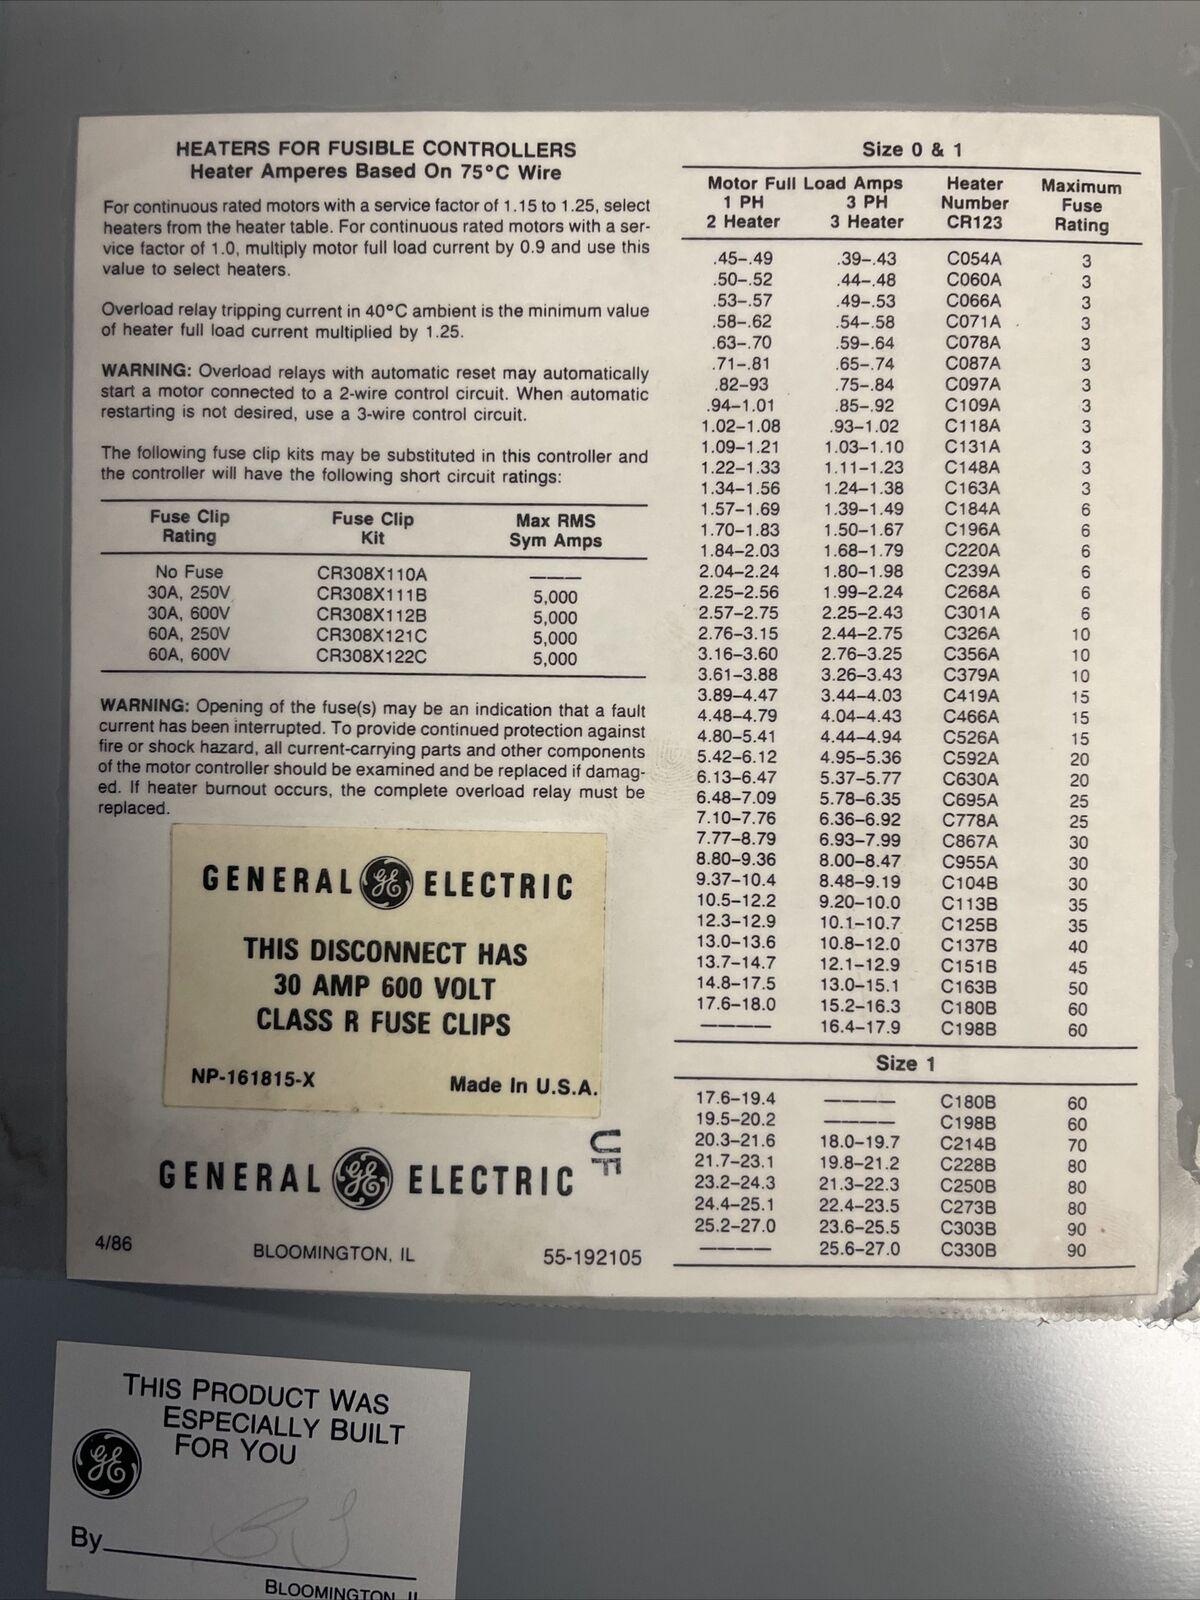 HEATERS FOR FUSIBLE CONTROLLERS
Heater Amperes Based On 75°C Wire
For continuous rated motors with a service factor of 1.15 to 1.25, select
heaters from the heater table. For continuous rated motors with a ser-
vice factor of 1.0, multiply motor full load current by 0.9 and use this
value to select heaters.
Overload relay tripping current in 40°C ambient is the minimum value
of heater full load current multiplied by 1.25.
WARNING: Overload relays with automatic reset may automatically
start a motor connected to a 2-wire control circuit. When automatic
restarting is not desired, use a 3-wire control circuit.
The following fuse clip kits may be substituted in this controller and
the controller will have the following short circuit ratings:
Fuse Clip Fuse Clip Max RMS
Rating Kit Sym Amps
No Fuse CR308X110A ———
30A, 250V CR308X111B 5,000
30A, 600V CR308X112B 5,000
60A, 250V CR308X121C 5,000
60A, 600V CR308X122C 5,000
WARNING: Opening of the fuse(s) may be an indication that a fault
current has been interrupted. To provide continued protection against
fire or shock hazard, all current-carrying parts and other components
of the motor controller should be examined and be replaced if damag-
ed. If heater burnout occurs, the complete overload relay must be
replaced.
GENERAL GE ELECTRIC
THIS DISCONNECT HAS
30 AMP 600 VOLT
CLASS R FUSE CLIPS
NP-161815-X Made In U.S.A.
UF
GENERAL GE ELECTRIC
4/86 BLOOMINGTON, IL 55-192105
Size 0 & 1
Motor Full Load Amps Heater Maximum
1 PH 3 PH Number Fuse
2 Heater 3 Heater CR123 Rating
.45–.49 .39–.43 C054A 3
.50–.52 .44–.48 C060A 3
.53–.57 .49–.53 C066A 3
.58–.62 .54–.58 C071A 3
.63–.70 .59–.64 C078A 3
.71–.81 .65–.74 C087A 3
.82–93 .75–.84 C097A 3
.94–1.01 .85–.92 C109A 3
1.02–1.08 .93–1.02 C118A 3
1.09–1.21 1.03–1.10 C131A 3
1.22–1.33 1.11–1.23 C148A 3
1.34–1.56 1.24–1.38 C163A 3
1.57–1.69 1.39–1.49 C184A 6
1.70–1.83 1.50–1.67 C196A 6
1.84–2.03 1.68–1.79 C220A 6
2.04–2.24 1.80–1.98 C239A 6
2.25–2.56 1.99–2.24 C268A 6
2.57–2.75 2.25–2.43 C301A 6
2.76–3.15 2.44–2.75 C326A 10
3.16–3.60 2.76–3.25 C356A 10
3.61–3.88 3.26–3.43 C379A 10
3.89–4.47 3.44–4.03 C419A 15
4.48–4.79 4.04–4.43 C466A 15
4.80–5.41 4.44–4.94 C526A 15
5.42–6.12 4.95–5.36 C592A 20
6.13–6.47 5.37–5.77 C630A 20
6.48–7.09 5.78–6.35 C695A 25
7.10–7.76 6.36–6.92 C778A 25
7.77–8.79 6.93–7.99 C867A 30
8.80–9.36 8.00–8.47 C955A 30
9.37–10.4 8.48–9.19 C104B 30
10.5–12.2 9.20–10.0 C113B 35
12.3–12.9 10.1–10.7 C125B 35
13.0–13.6 10.8–12.0 C137B 40
13.7–14.7 12.1–12.9 C151B 45
14.8–17.5 13.0–15.1 C163B 50
17.6–18.0 15.2–16.3 C180B 60
———— 16.4–17.9 C198B 60
Size 1
17.6–19.4 ———— C180B 60
19.5–20.2 ———— C198B 60
20.3–21.6 18.0–19.7 C214B 70
21.7–23.1 19.8–21.2 C228B 80
23.2–24.3 21.3–22.3 C250B 80
24.4–25.1 22.4–23.5 C273B 80
25.2–27.0 23.6–25.5 C303B 90
———— 25.6–27.0 C330B 90
THIS PRODUCT WAS
ESPECIALLY BUILT
FOR YOU
GE
By
BLOOMINGTON